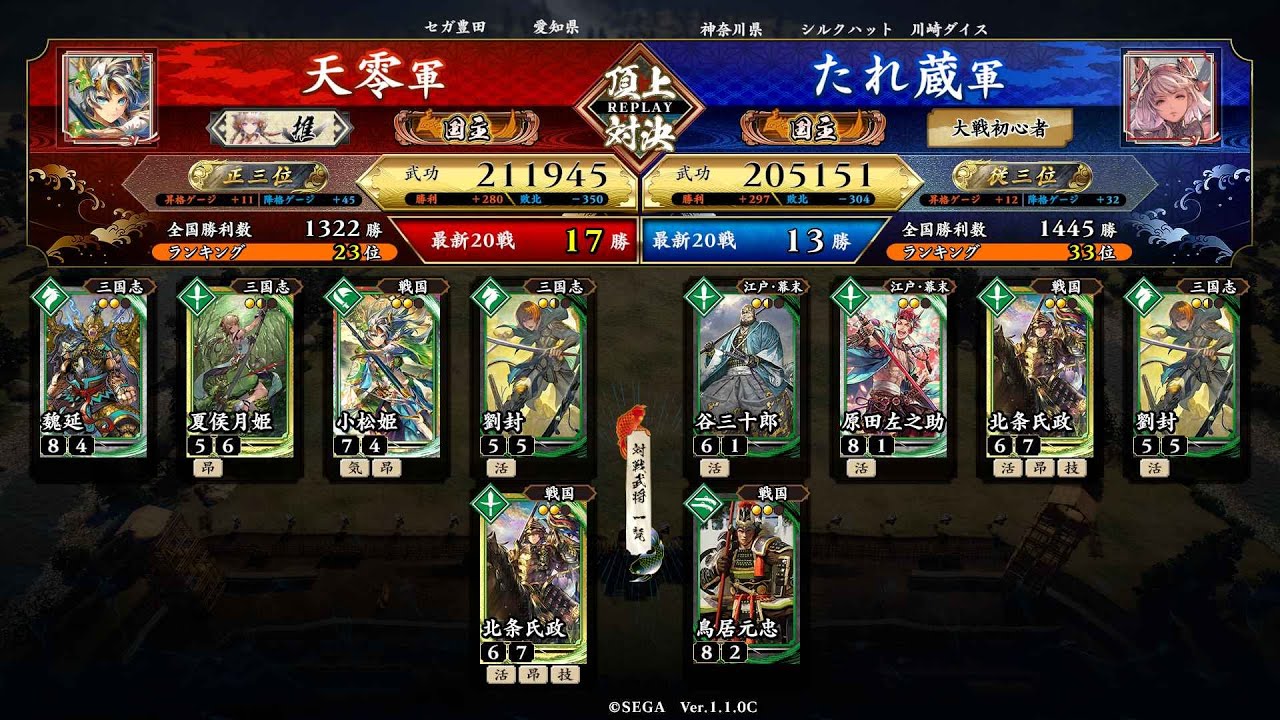 セガ豊田 愛知県
神奈川県 シルクハット 川崎ダイス
天零軍
頂上
REPLAY
対決
たれ蔵軍
推
国主
国主
大戦初心者
正三位
武功 211945
武功 205151
従三位
昇格ゲージ +11 降格ゲージ +45
勝利 +280 敗北 -350
勝利 +297 敗北 -304
昇格ゲージ +12 降格ゲージ +32
全国勝利数 1322勝
最新20戦 17勝
最新20戦 13勝
全国勝利数 1445勝
ランキング 23位
ランキング 33位
三国志
魏延
8 4
三国志
夏侯月姫
5 6
昂
戦国
小松姫
7 4
気 昂
三国志
劉封
5 5
活
戦国
北条氏政
6 7
活 昂 技
対戦武将一覧
江戸・幕末
谷三十郎
6 1
活
江戸・幕末
原田左之助
8 1
活
戦国
北条氏政
6 7
活 昂 技
三国志
劉封
5 5
活
戦国
鳥居元忠
8 2
©SEGA Ver.1.1.0C